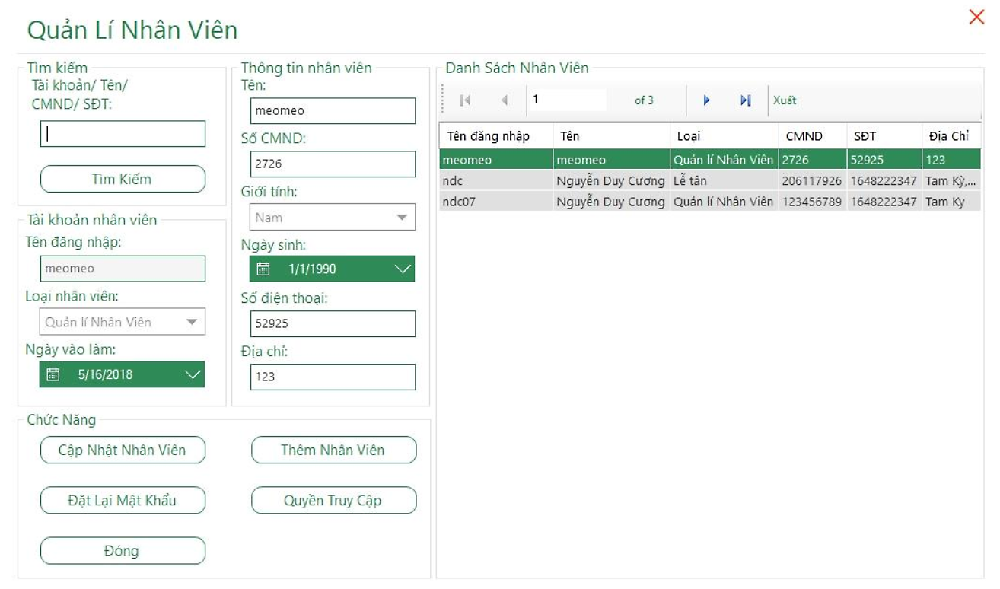 Quản Lí Nhân Viên
Tìm kiếm
Tài khoản/ Tên/
CMND/ SĐT:
Tìm Kiếm
Tài khoản nhân viên
Tên đăng nhập:
meomeo
Loại nhân viên:
Quản lí Nhân Viên
Ngày vào làm:
5/16/2018
Thông tin nhân viên
Tên:
meomeo
Số CMND:
2726
Giới tính:
Nam
Ngày sinh:
1/1/1990
Số điện thoại:
52925
Địa chỉ:
123
Chức Năng
Cập Nhật Nhân Viên Thêm Nhân Viên
Đặt Lại Mật Khẩu Quyền Truy Cập
Đóng
Danh Sách Nhân Viên
1 of 3 Xuất
Tên đăng nhập Tên Loại CMND SĐT Địa Chỉ
meomeo meomeo Quản lí Nhân Viên 2726 52925 123
ndc Nguyễn Duy Cương Lễ tân 206117926 1648222347 Tam Kỳ,...
ndc07 Nguyễn Duy Cương Quản lí Nhân Viên 123456789 1648222347 Tam Ky